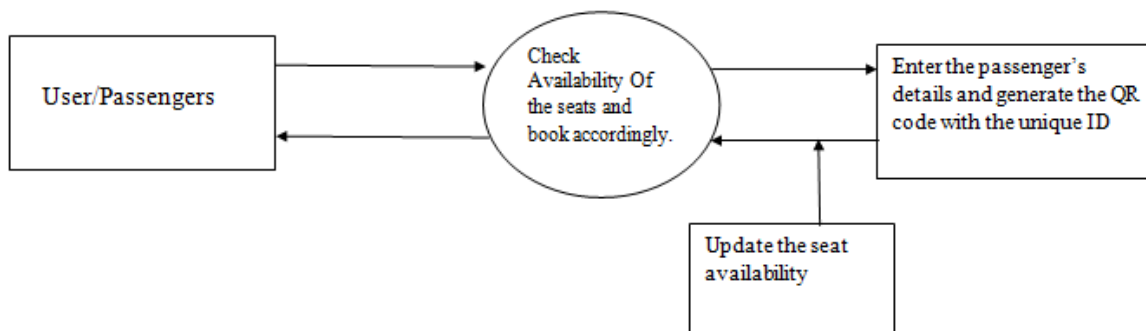 User/Passengers
Check
Availability Of
the seats and
book accordingly.
Enter the passenger’s
details and generate the QR
code with the unique ID
Update the seat
availability